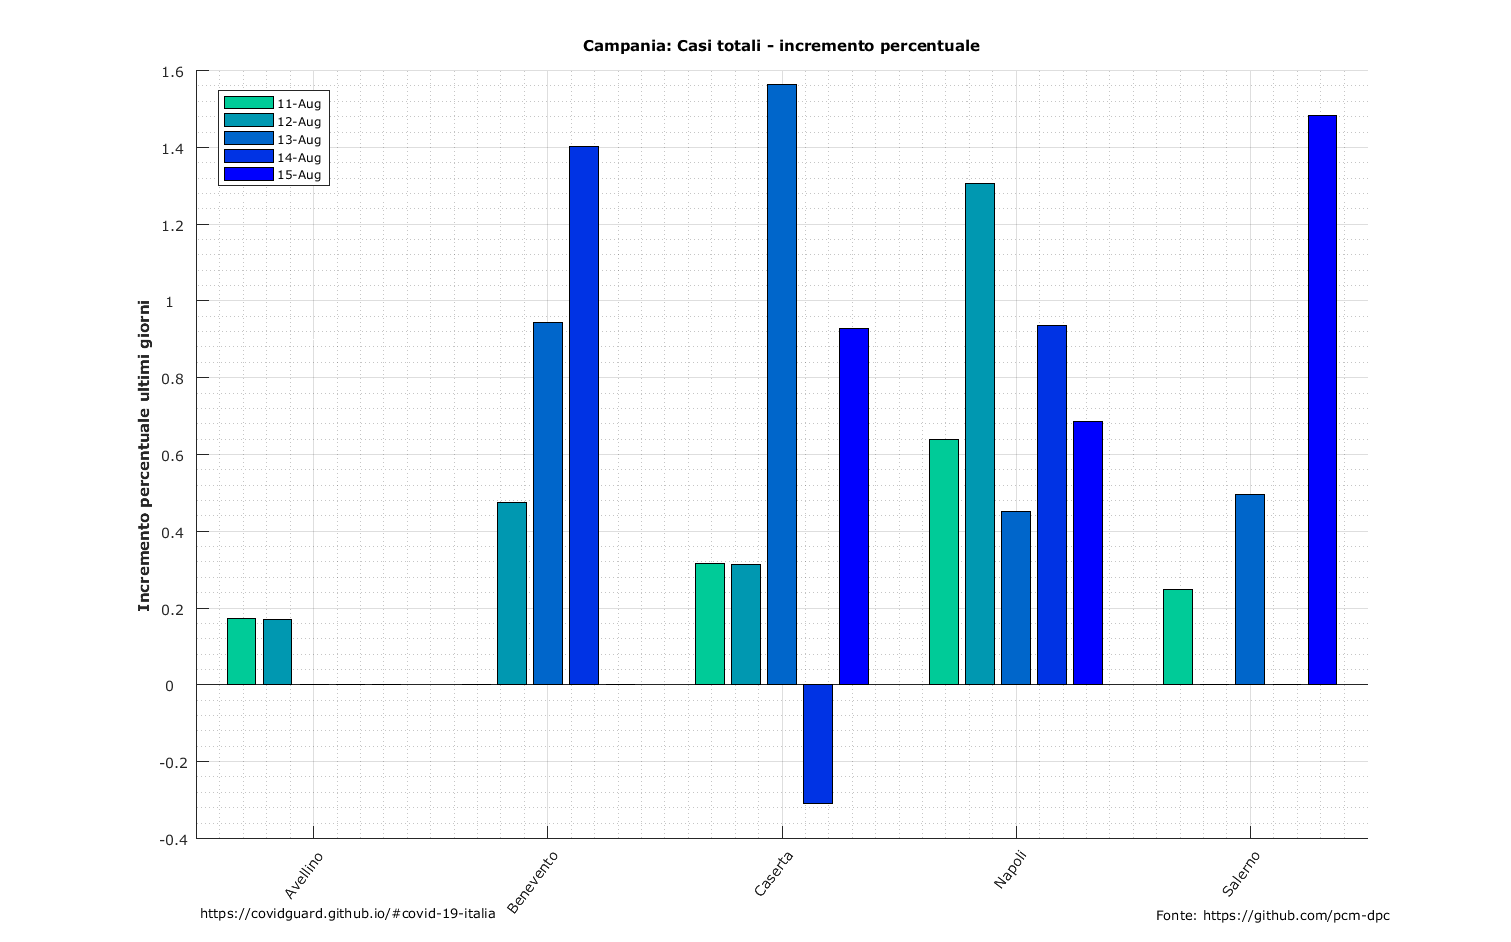 Campania: Casi totali - incremento percentuale
1.6
1.4
1.2
1
0.8
0.6
0.4
0.2
0
-0.2
-0.4
Incremento percentuale ultimi giorni
11-Aug
12-Aug
13-Aug
14-Aug
15-Aug
Avellino
Benevento
Caserta
Napoli
Salerno
https://covidguard.github.io/#covid-19-italia
Fonte: https://github.com/pcm-dpc